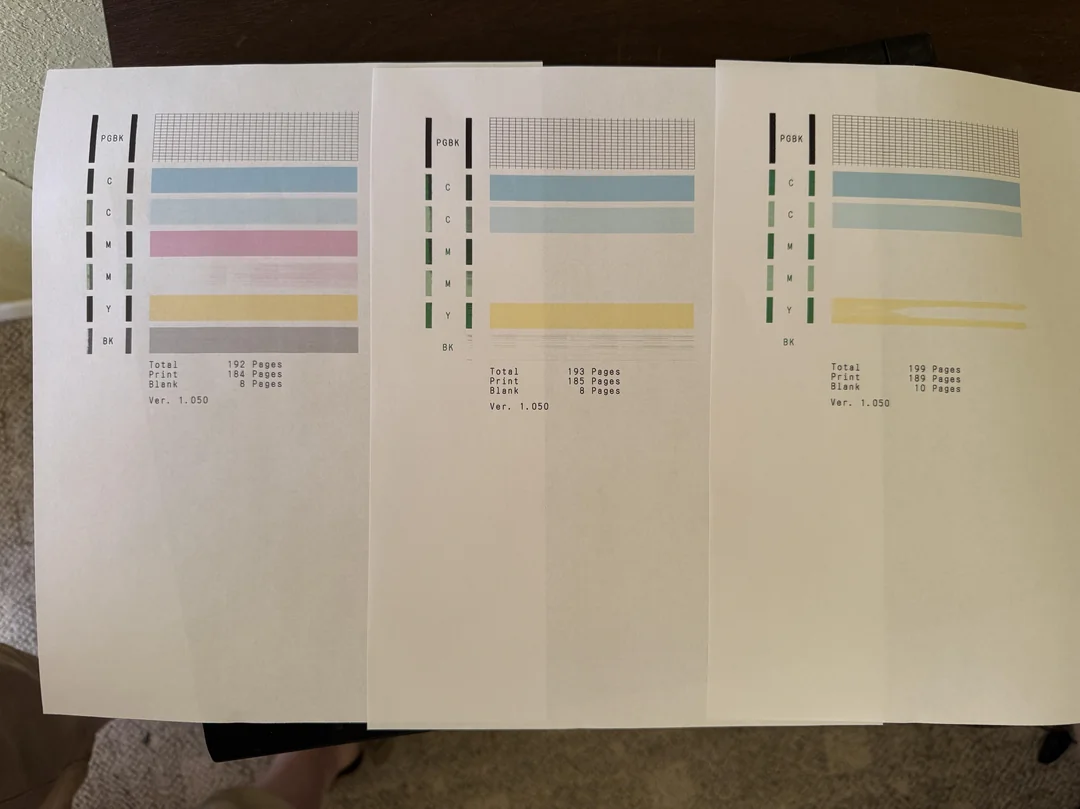 PGBK
C
C
M
M
Y
BK
Total 192 Pages
Print 184 Pages
Blank 8 Pages
Ver. 1.050
PGBK
C
C
M
M
Y
BK
Total 193 Pages
Print 185 Pages
Blank 8 Pages
Ver. 1.050
PGBK
C
C
M
M
Y
BK
Total 199 Pages
Print 189 Pages
Blank 10 Pages
Ver. 1.050